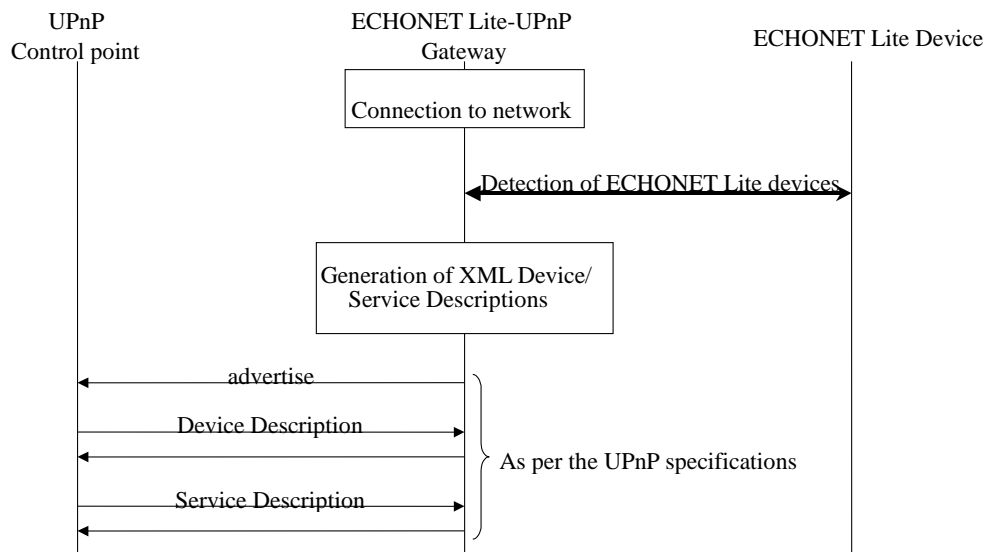 UPnP
Control point
ECHONET Lite-UPnP
Gateway
ECHONET Lite Device
Connection to network
Detection of ECHONET Lite devices
Generation of XML Device/
Service Descriptions
advertise
Device Description
As per the UPnP specifications
Service Description